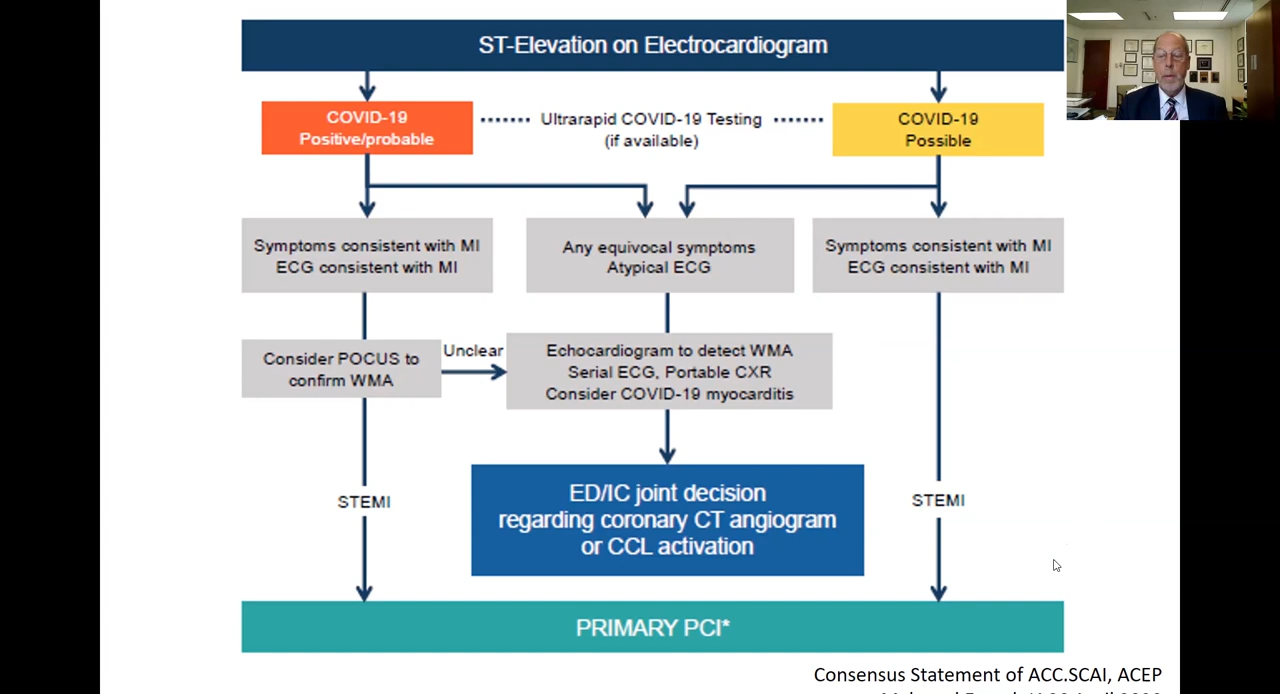 ST-Elevation on Electrocardiogram
COVID-19
Positive/probable
Ultrarapid COVID-19 Testing
(if available)
COVID-19
Possible
Symptoms consistent with MI
ECG consistent with MI
Any equivocal symptoms
Atypical ECG
Symptoms consistent with MI
ECG consistent with MI
Consider POCUS to
confirm WMA
Unclear
Echocardiogram to detect WMA
Serial ECG, Portable CXR
Consider COVID-19 myocarditis
STEMI
ED/IC joint decision
regarding coronary CT angiogram
or CCL activation
STEMI
PRIMARY PCI*
Consensus Statement of ACC.SCAI, ACEP